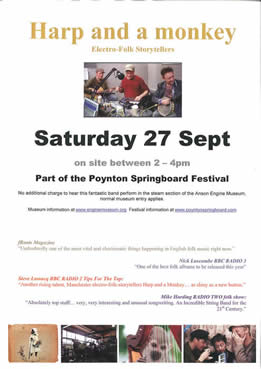 Harp and a monkey
Electro-Folk Storytellers
Saturday 27 Sept
on site between 2 – 4pm
Part of the Poynton Springboard Festival
No additional charge to hear this fantastic band perform in the steam section of the Anson Engine Museum,
normal museum entry applies.
Museum information at www.enginemuseum.org Festival information at www.poyntonspringboard.com
fRoots Magazine
"Undoubtedly one of the most vital and electronic things happening in English folk music right now."
Nick Luscombe BBC RADIO 3
"One of the best folk albums to be released this year"
BBC RADIO 2 Tips For The Top:
"Another rising talent, Manchester electro-folk-storytellers Harp and a Monkey… as shiny as a new button."
Mike Harding RADIO TWO folk show:
"Absolutely top stuff… very, very interesting and unusual songwriting. An Incredible String Band for the
21st Century."